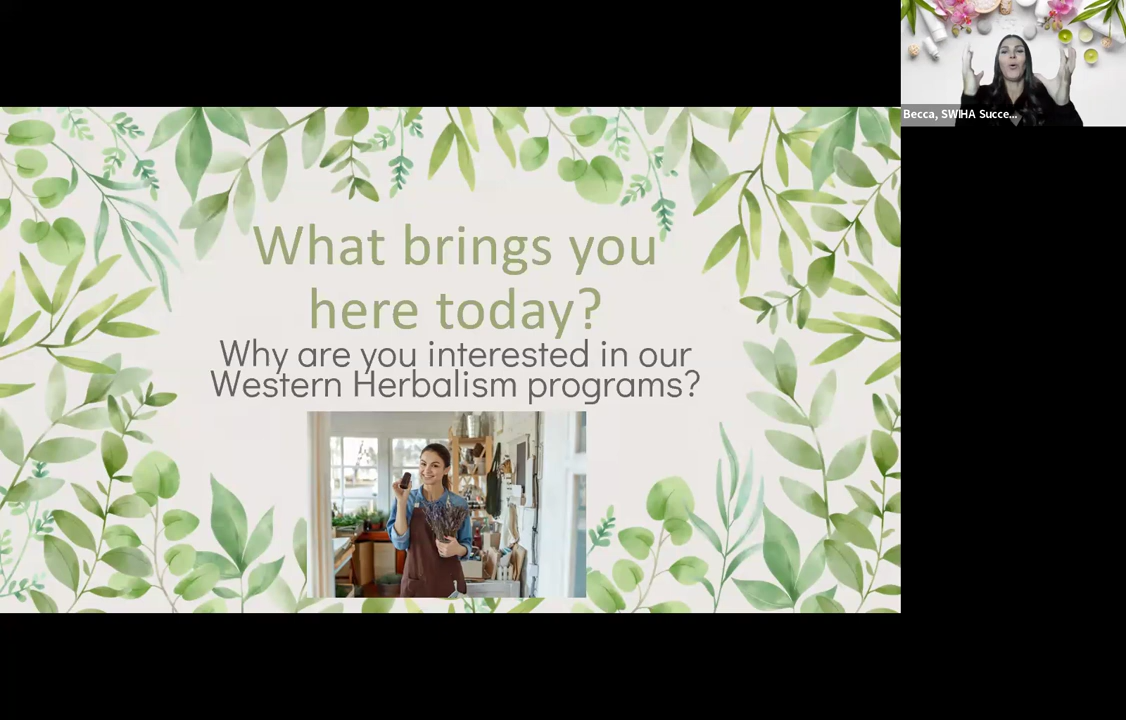 Becca, SWIHA Succe...
What brings you
here today?
Why are you interested in our
Western Herbalism programs?